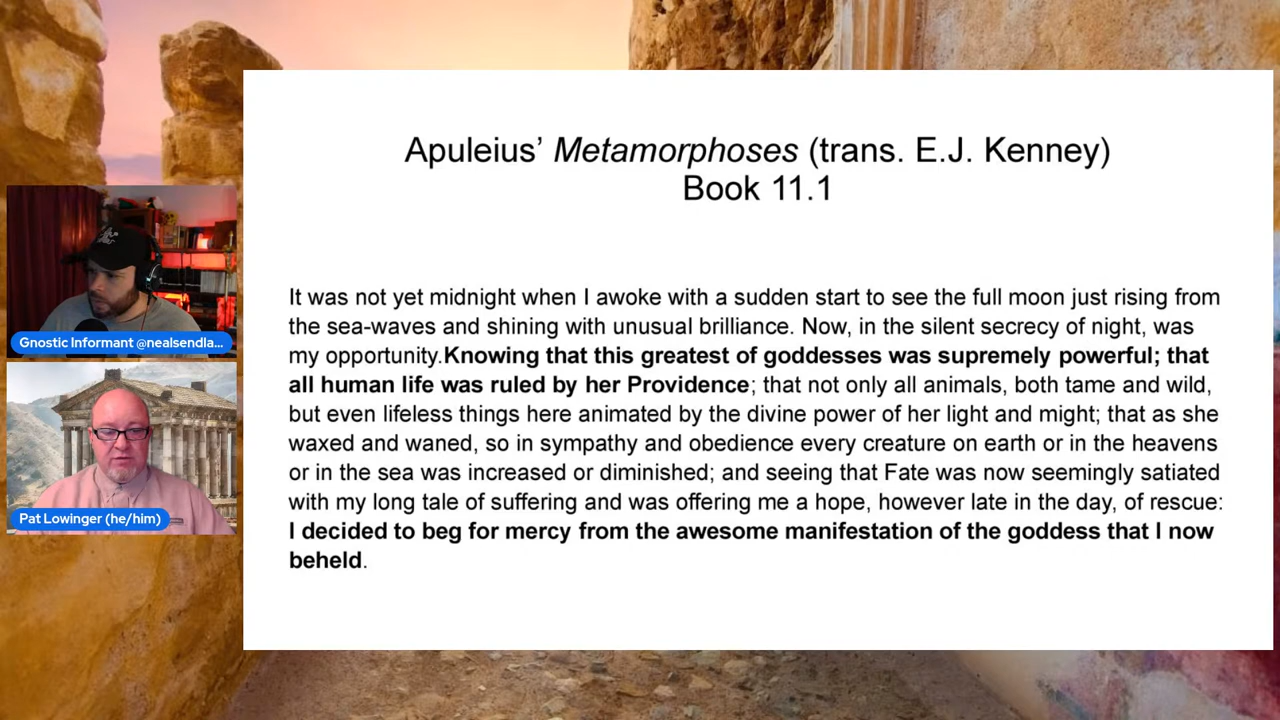 Apuleius’ Metamorphoses (trans. E.J. Kenney)
Book 11.1
It was not yet midnight when I awoke with a sudden start to see the full moon just rising from
the sea-waves and shining with unusual brilliance. Now, in the silent secrecy of night, was
my opportunity.Knowing that this greatest of goddesses was supremely powerful; that
all human life was ruled by her Providence; that not only all animals, both tame and wild,
but even lifeless things here animated by the divine power of her light and might; that as she
waxed and waned, so in sympathy and obedience every creature on earth or in the heavens
or in the sea was increased or diminished; and seeing that Fate was now seemingly satiated
with my long tale of suffering and was offering me a hope, however late in the day, of rescue:
I decided to beg for mercy from the awesome manifestation of the goddess that I now
beheld.
Gnostic Informant @nealsendla...
Pat Lowinger (he/him)